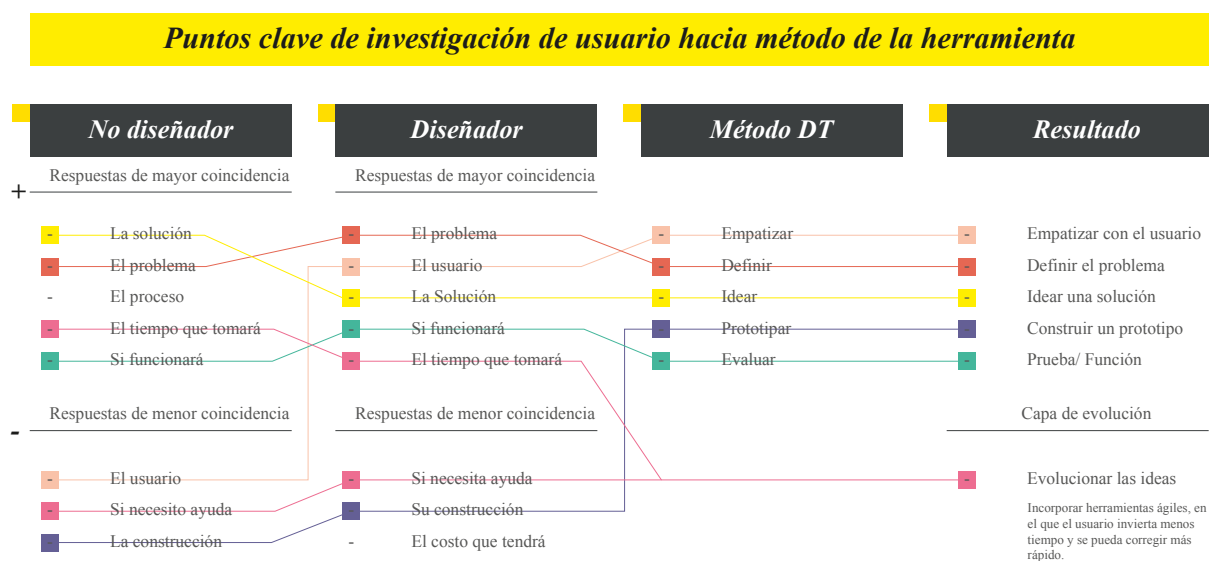 Puntos clave de investigación de usuario hacia método de la herramienta
No diseñador
Respuestas de mayor coincidencia
+
- La solución
- El problema
- El proceso
- El tiempo que tomará
- Si funcionará
Respuestas de menor coincidencia
-
- El usuario
- Si necesito ayuda
- La construcción
Diseñador
Respuestas de mayor coincidencia
- El problema
- El usuario
- La Solución
- Si funcionará
- El tiempo que tomará
Respuestas de menor coincidencia
- Si necesita ayuda
- Su construcción
- El costo que tendrá
Método DT
- Empatizar
- Definir
- Idear
- Prototipar
- Evaluar
Resultado
- Empatizar con el usuario
- Definir el problema
- Idear una solución
- Construir un prototipo
- Prueba/ Función
Capa de evolución
- Evolucionar las ideas
Incorporar herramientas ágiles, en
el que el usuario invierta menos
tiempo y se pueda corregir más
rápido.